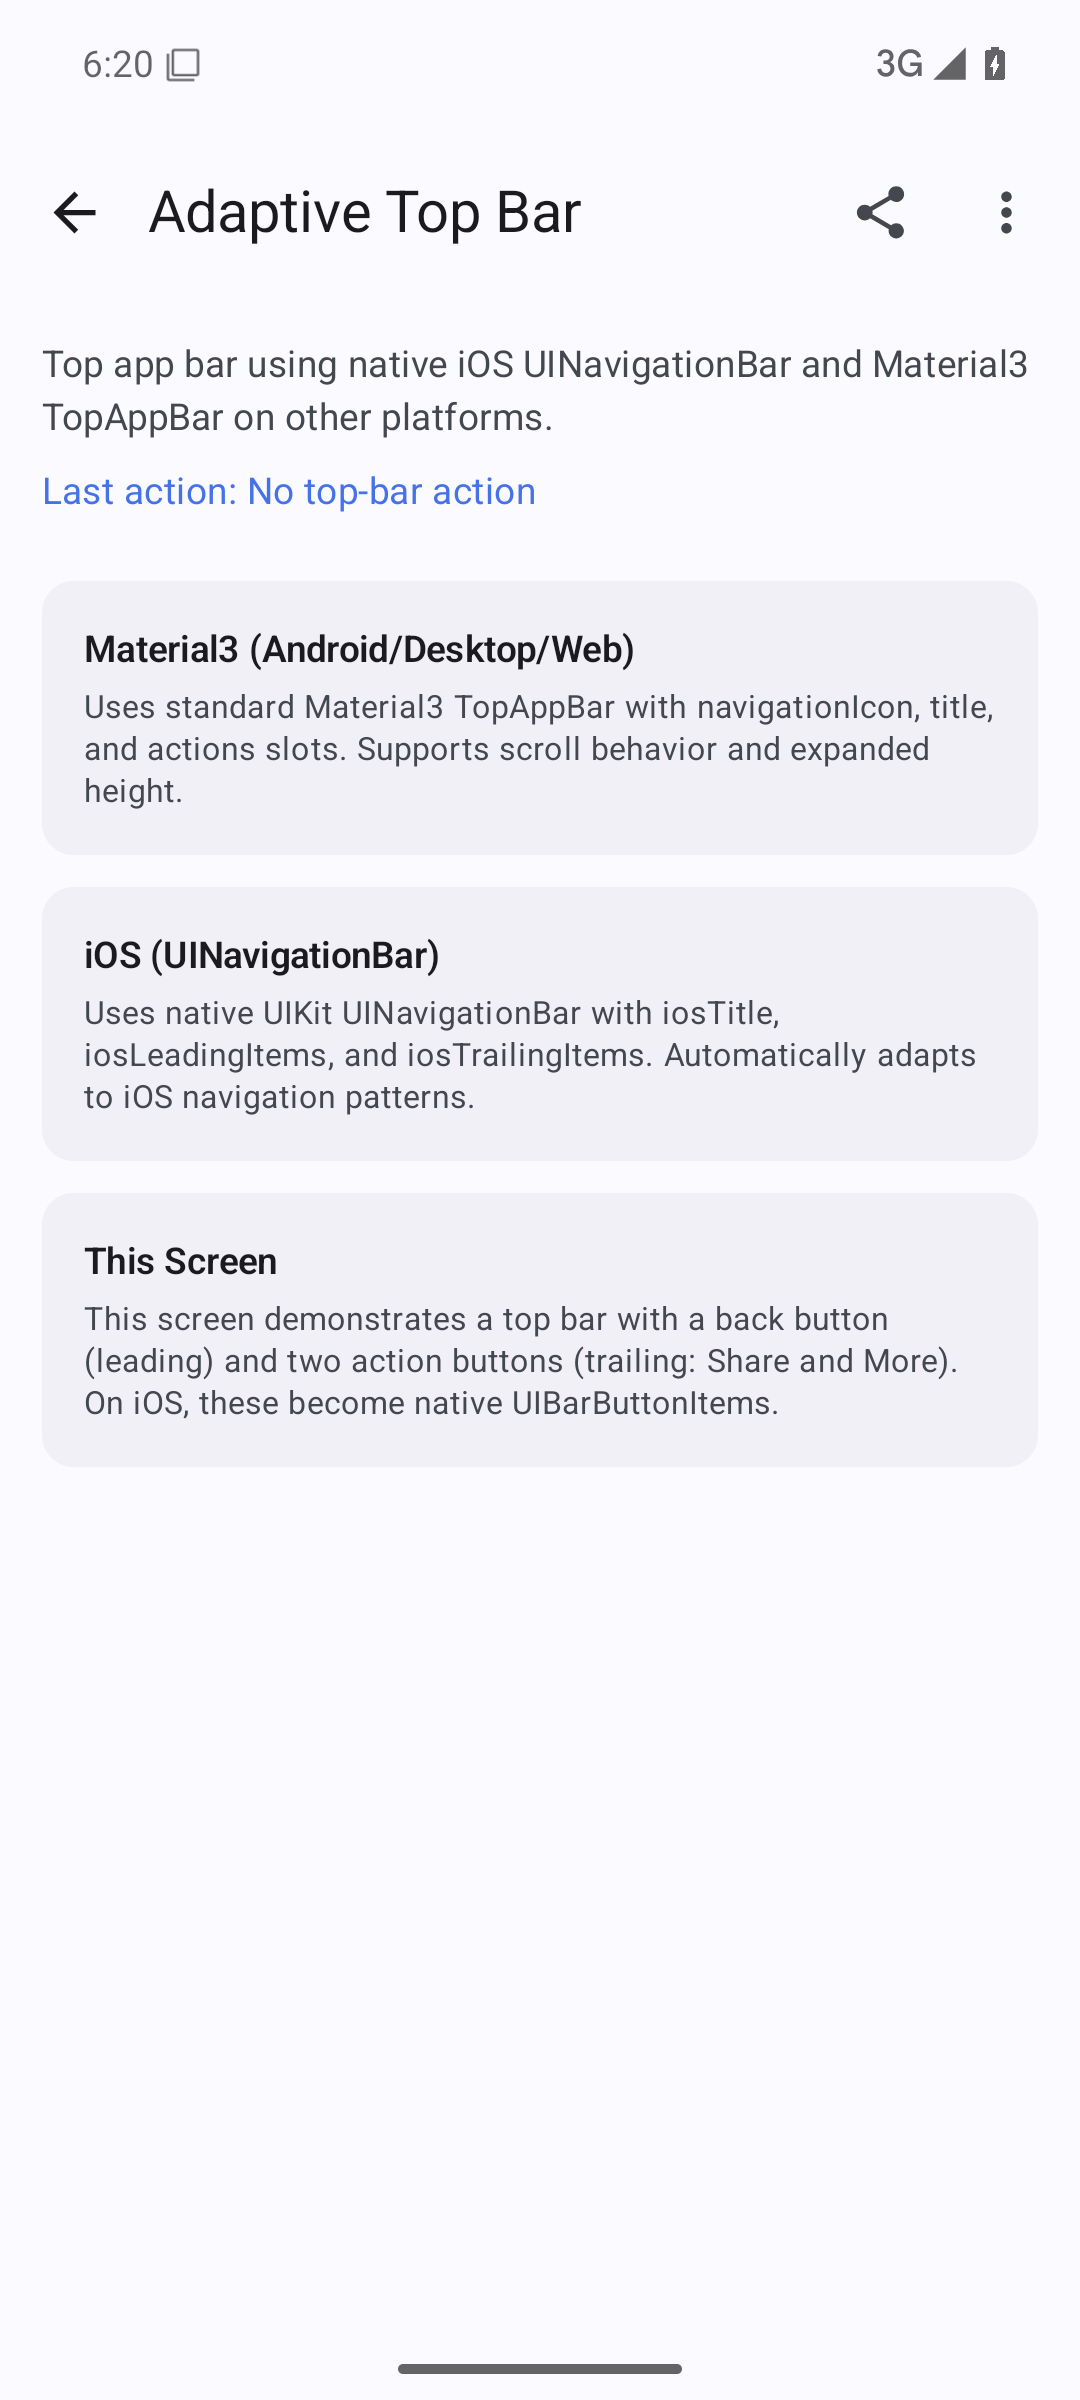 6:20
3G
Adaptive Top Bar
Top app bar using native iOS UINavigationBar and Material3
TopAppBar on other platforms.
Last action: No top-bar action
Material3 (Android/Desktop/Web)
Uses standard Material3 TopAppBar with navigationIcon, title,
and actions slots. Supports scroll behavior and expanded
height.
iOS (UINavigationBar)
Uses native UIKit UINavigationBar with iosTitle,
iosLeadingItems, and iosTrailingItems. Automatically adapts
to iOS navigation patterns.
This Screen
This screen demonstrates a top bar with a back button
(leading) and two action buttons (trailing: Share and More).
On iOS, these become native UIBarButtonItems.